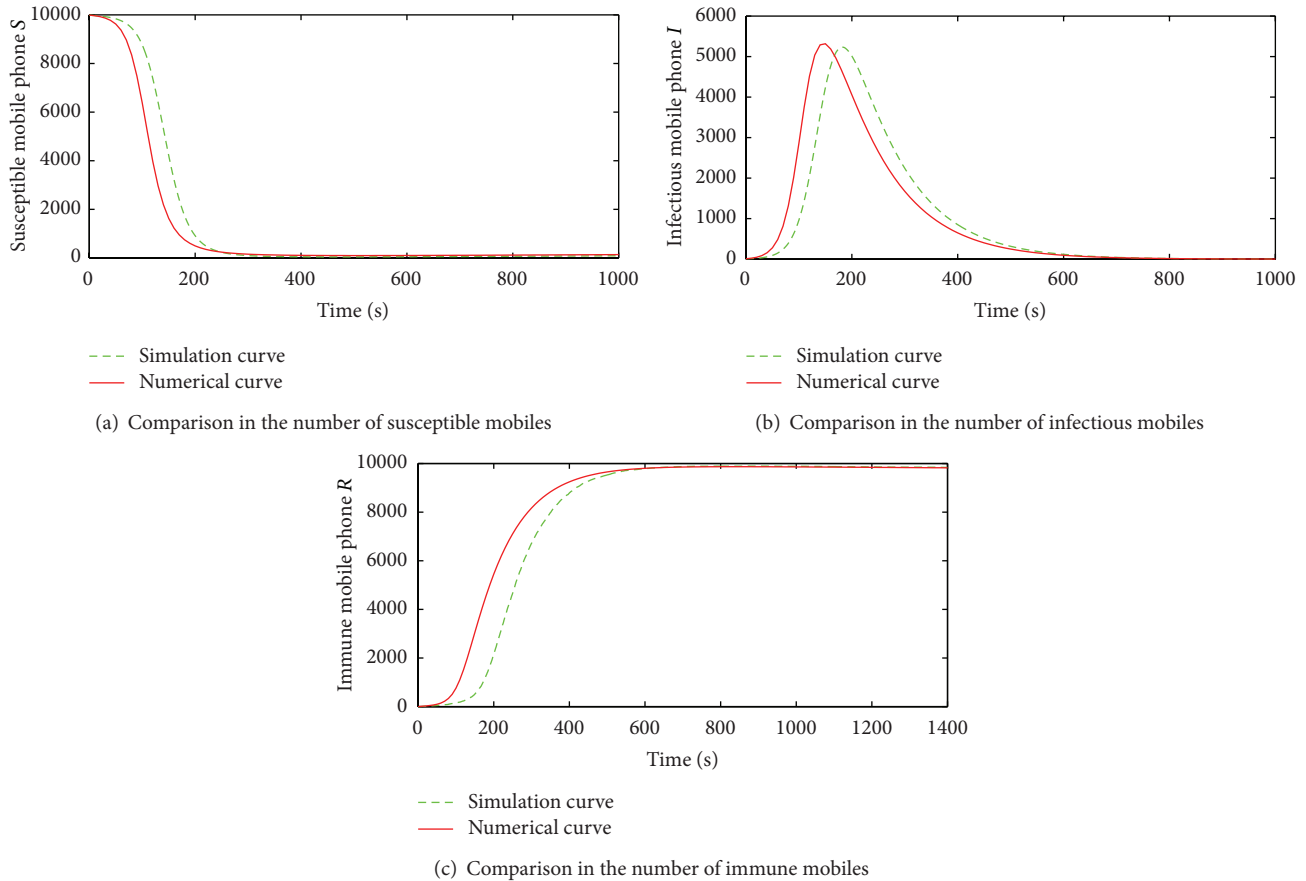 10000
8000
6000
4000
2000
0
Susceptible mobile phone S
0 200 400 600 800 1000
Time (s)
Simulation curve
Numerical curve
(a) Comparison in the number of susceptible mobiles
6000
5000
4000
3000
2000
1000
0
Infectious mobile phone I
0 200 400 600 800 1000
Time (s)
Simulation curve
Numerical curve
(b) Comparison in the number of infectious mobiles
10000
8000
6000
4000
2000
0
Immune mobile phone R
0 200 400 600 800 1000 1200 1400
Time (s)
Simulation curve
Numerical curve
(c) Comparison in the number of immune mobiles